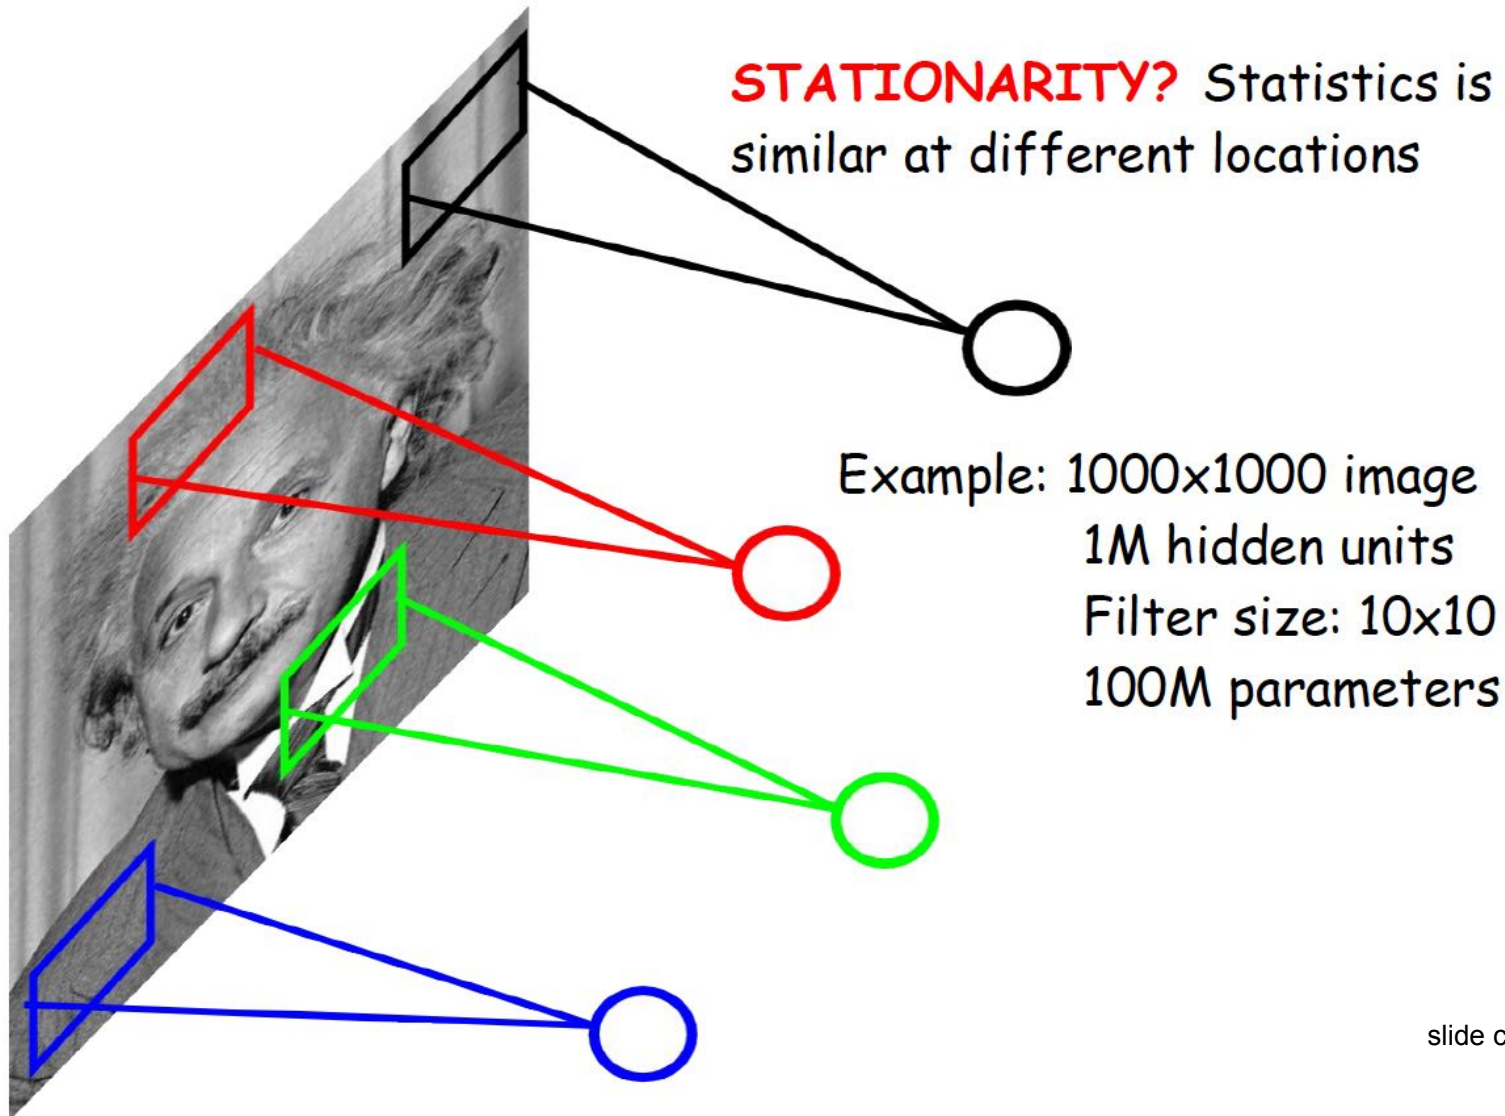 STATIONARITY? Statistics is
similar at different locations
Example: 1000x1000 image
1M hidden units
Filter size: 10x10
100M parameters
slide c